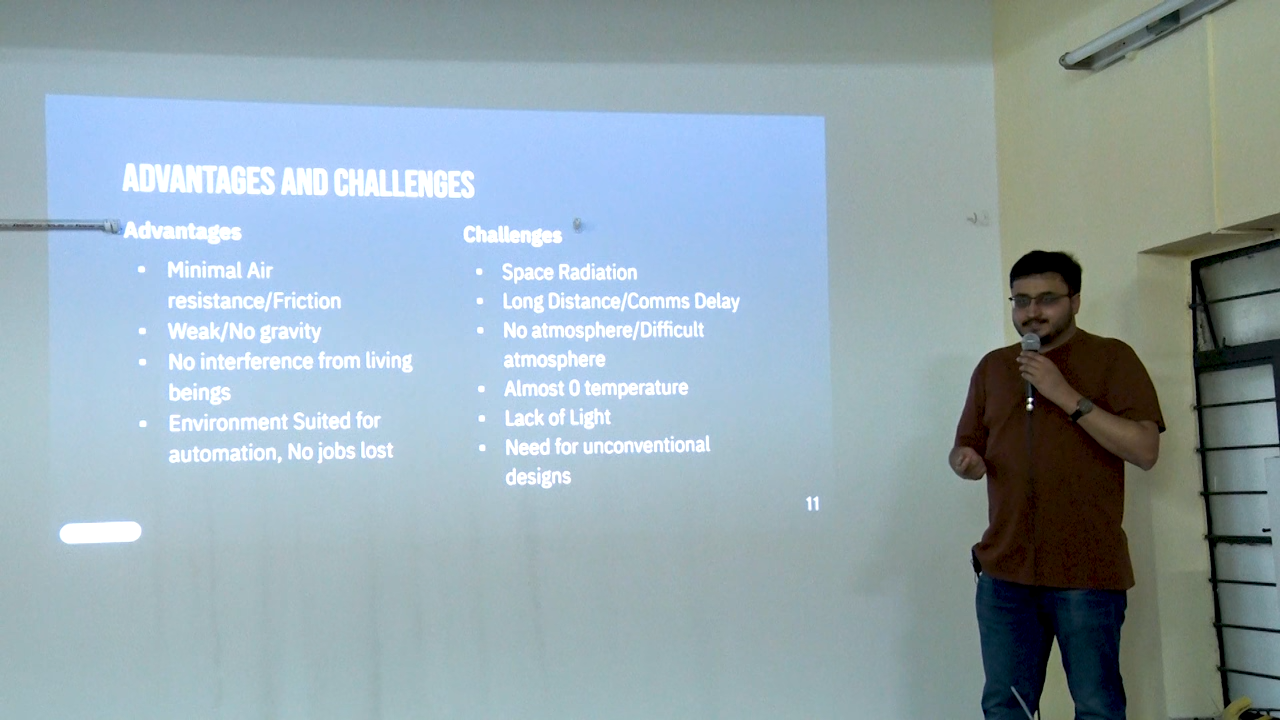 ADVANTAGES AND CHALLENGES
Advantages
• Minimal Air
resistance/Friction
• Weak/No gravity
• No interference from living
beings
• Environment Suited for
automation, No jobs lost
Challenges
• Space Radiation
• Long Distance/Comms Delay
• No atmosphere/Difficult
atmosphere
• Almost 0 temperature
• Lack of Light
• Need for unconventional
designs
11